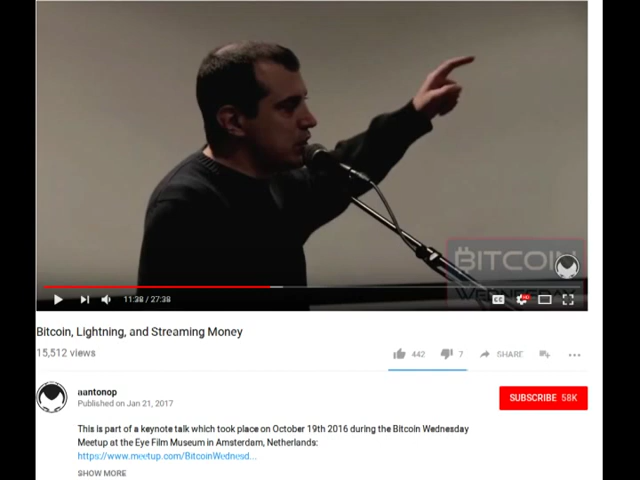 BITCOIN
WEDNESDAY
11:38 / 27:38
CC
Bitcoin, Lightning, and Streaming Money
15,512 views
442
7
SHARE
aantonop
Published on Jan 21, 2017
SUBSCRIBE 58K
This is part of a keynote talk which took place on October 19th 2016 during the Bitcoin Wednesday
Meetup at the Eye Film Museum in Amsterdam, Netherlands:
https://www.meetup.com/BitcoinWednesd...
SHOW MORE